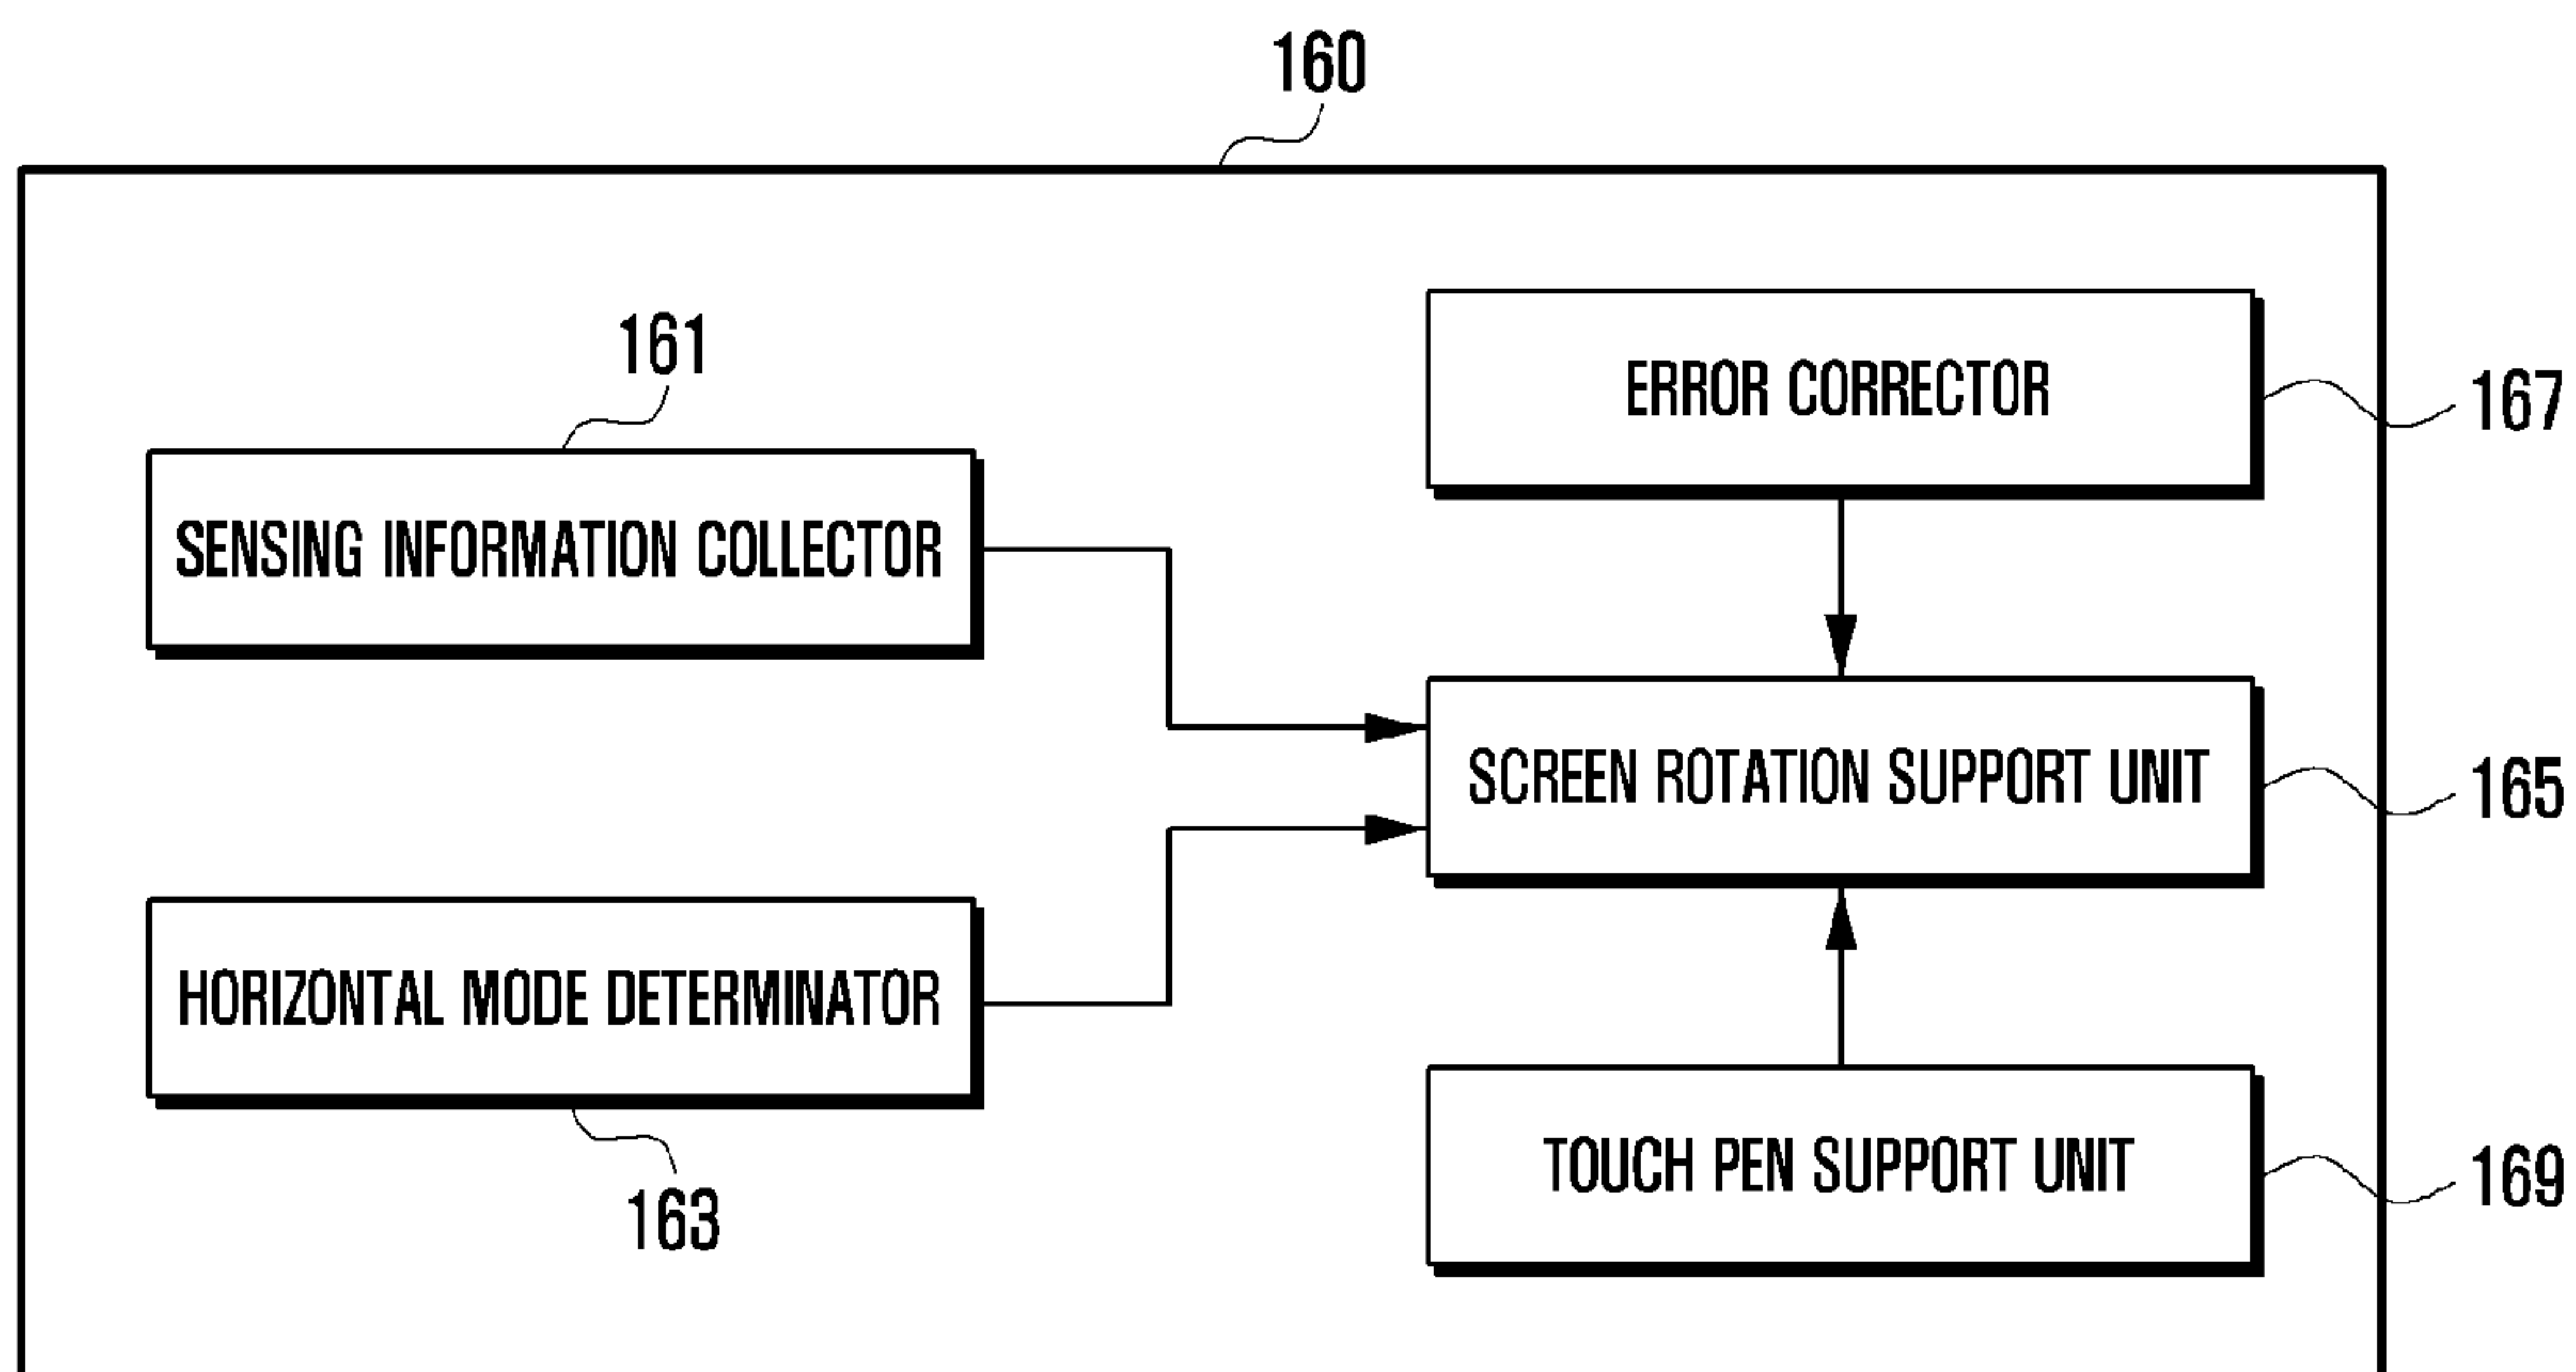 160
161
ERROR CORRECTOR
167
SENSING INFORMATION COLLECTOR
SCREEN ROTATION SUPPORT UNIT
165
HORIZONTAL MODE DETERMINATOR
163
TOUCH PEN SUPPORT UNIT
169